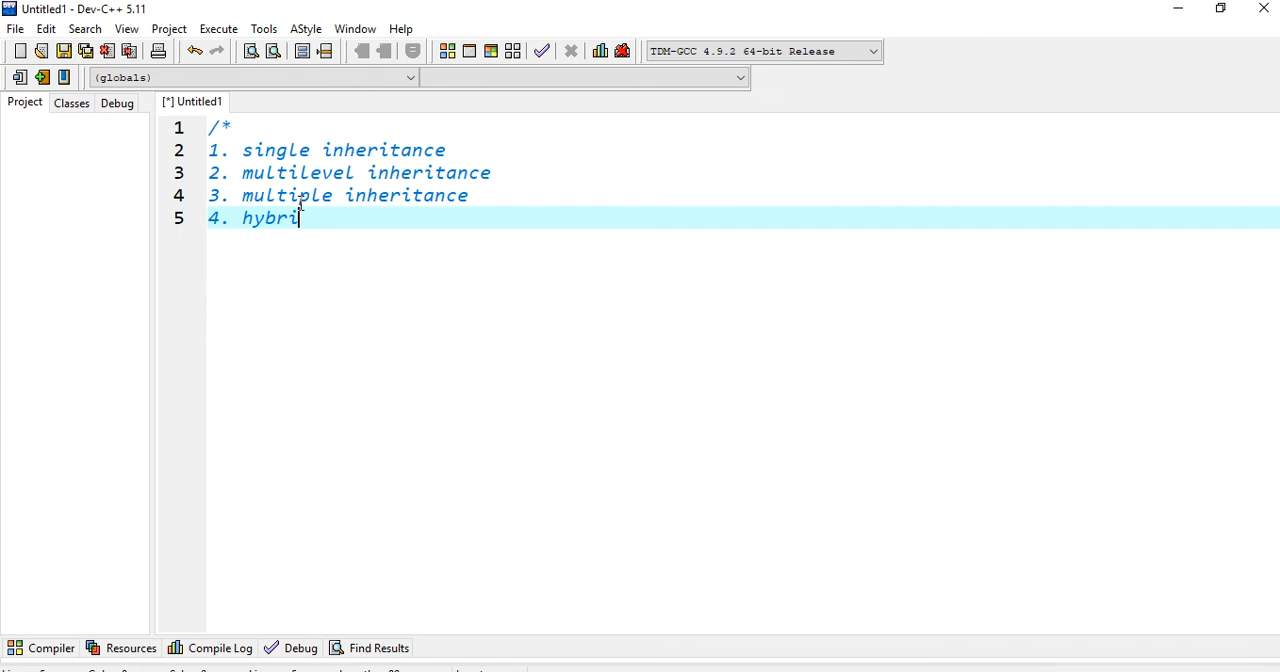 Untitled1 - Dev-C++ 5.11
File Edit Search View Project Execute Tools AStyle Window Help
TDM-GCC 4.9.2 64-bit Release
(globals)
Project Classes Debug [*] Untitled1
1 /*
2 1. single inheritance
3 2. multilevel inheritance
4 3. multiple inheritance
5 4. hybri
Compiler Resources Compile Log Debug Find Results